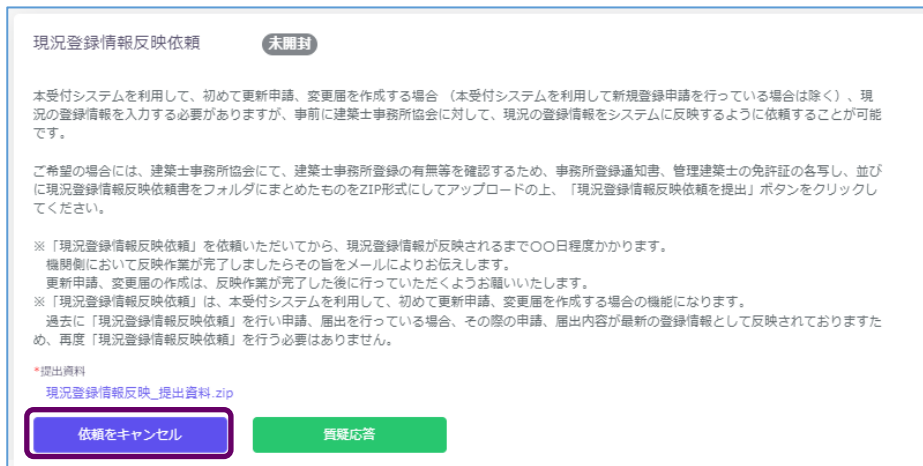 現況登録情報反映依頼 未開封
本受付システムを利用して、初めて更新申請、変更届を作成する場合 （本受付システムを利用して新規登録申請を行っている場合は除く）、現
況の登録情報を入力する必要がありますが、事前に建築士事務所協会に対して、現況の登録情報をシステムに反映するように依頼することが可能
です。
ご希望の場合には、建築士事務所協会にて、建築士事務所登録の有無等を確認するため、事務所登録通知書、管理建築士の免許証の各写し、並び
に現況登録情報反映依頼書をフォルダにまとめたものをZIP形式にしてアップロードの上、「現況登録情報反映依頼を提出」ボタンをクリックし
てください。
※「現況登録情報反映依頼」を依頼いただいてから、現況登録情報が反映されるまで〇〇日程度かかります。
機関側において反映作業が完了しましたらその旨をメールによりお伝えします。
更新申請、変更届の作成は、反映作業が完了した後に行っていただくようお願いいたします。
※「現況登録情報反映依頼」は、本受付システムを利用して、初めて更新申請、変更届を作成する場合の機能になります。
過去に「現況登録情報反映依頼」を行い申請、届出を行っている場合、その際の申請、届出内容が最新の登録情報として反映されておりますた
め、再度「現況登録情報反映依頼」を行う必要はありません。
*提出資料
現況登録情報反映_提出資料.zip
依頼をキャンセル 質疑応答